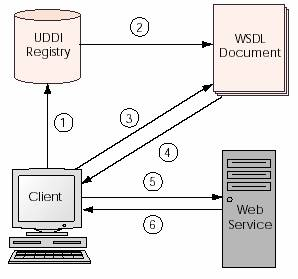 UDDI
Registry
2
WSDL
Document
1
3
4
Client
5
6
Web
Service